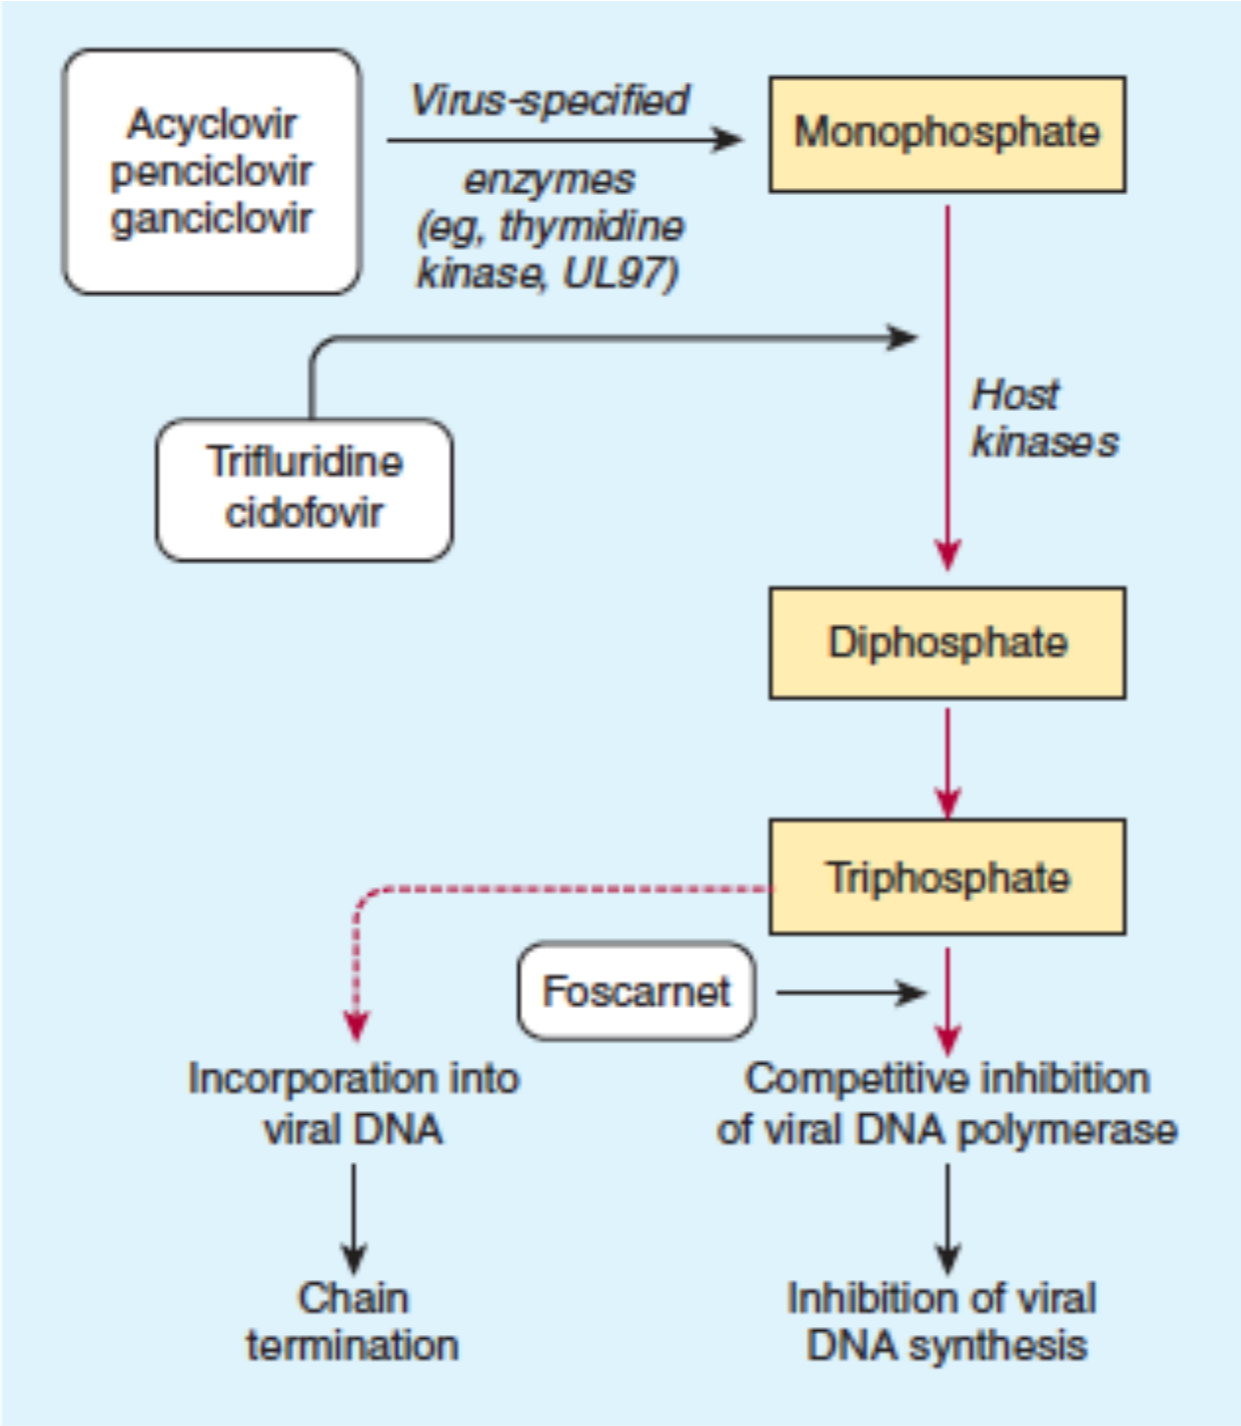 Acyclovir
penciclovir
ganciclovir
Virus-specified
enzymes
(eg, thymidine
kinase, UL97)
Monophosphate
Trifluridine
cidofovir
Host
kinases
Diphosphate
Triphosphate
Foscarnet
Incorporation into
viral DNA
Competitive inhibition
of viral DNA polymerase
Chain
termination
Inhibition of viral
DNA synthesis